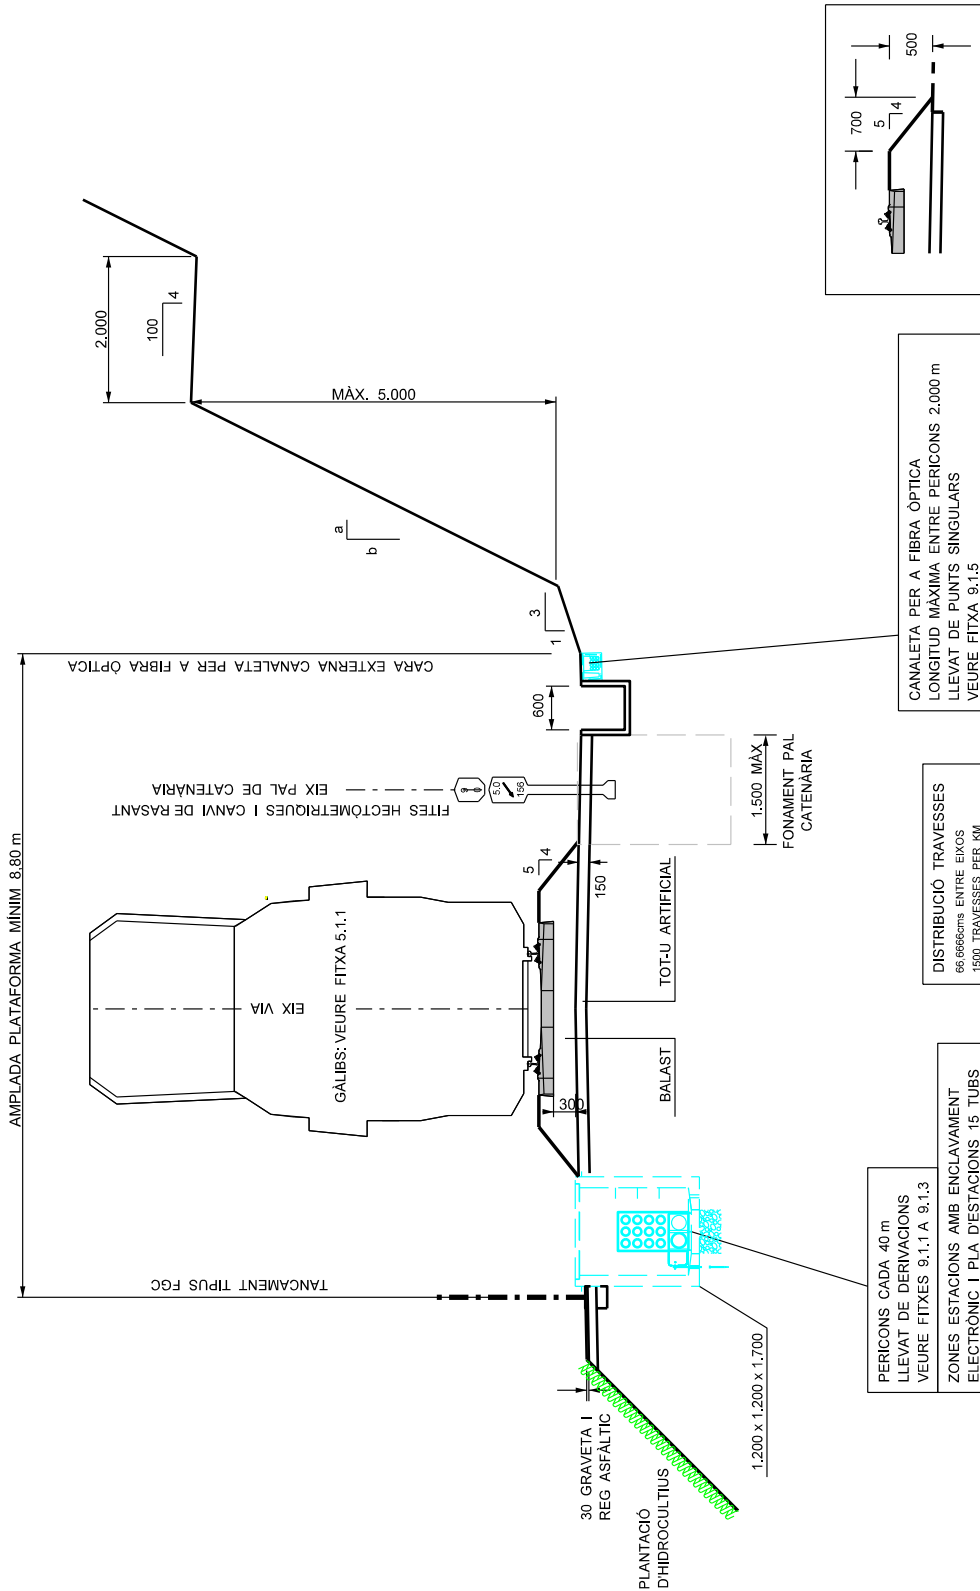 AMPLADA PLATAFORMA MÍNIM 8.80 m
TANCAMENT TIPUS FGC
EIX VIA
GÀLIBS: VEURE FITXA 5.1.1
FITES HECTOMÈTRIQUES I CANVI DE RASANT
EIX PAL DE CATENÀRIA
CARA EXTERNA CANALETA PER A FIBRA ÒPTICA
2.000
100
4
MÀX. 5.000
a
b
3
1
600
5.0
156
5
4
150
300
BALAST
TOT-U ARTIFICIAL
1.500 MÀX
FONAMENT PAL
CATENÀRIA
30 GRAVETA I
REG ASFÀLTIC
PLANTACIÓ
D'HIDROCULTIUS
1.200 x 1.200 x 1.700
PERICONS CADA 40 m
LLEVAT DE DERIVACIONS
VEURE FITXES 9.1.1 A 9.1.3
ZONES ESTACIONS AMB ENCLAVAMENT
ELECTRÒNIC I PLA D'ESTACIONS 15 TUBS
DISTRIBUCIÓ TRAVESSES
66,6666cms ENTRE EIXOS
1500 TRAVESSES PER KM
CANALETA PER A FIBRA ÒPTICA
LONGITUD MÀXIMA ENTRE PERICONS 2.000 m
LLEVAT DE PUNTS SINGULARS
VEURE FITXA 9.1.5
700
5
4
500